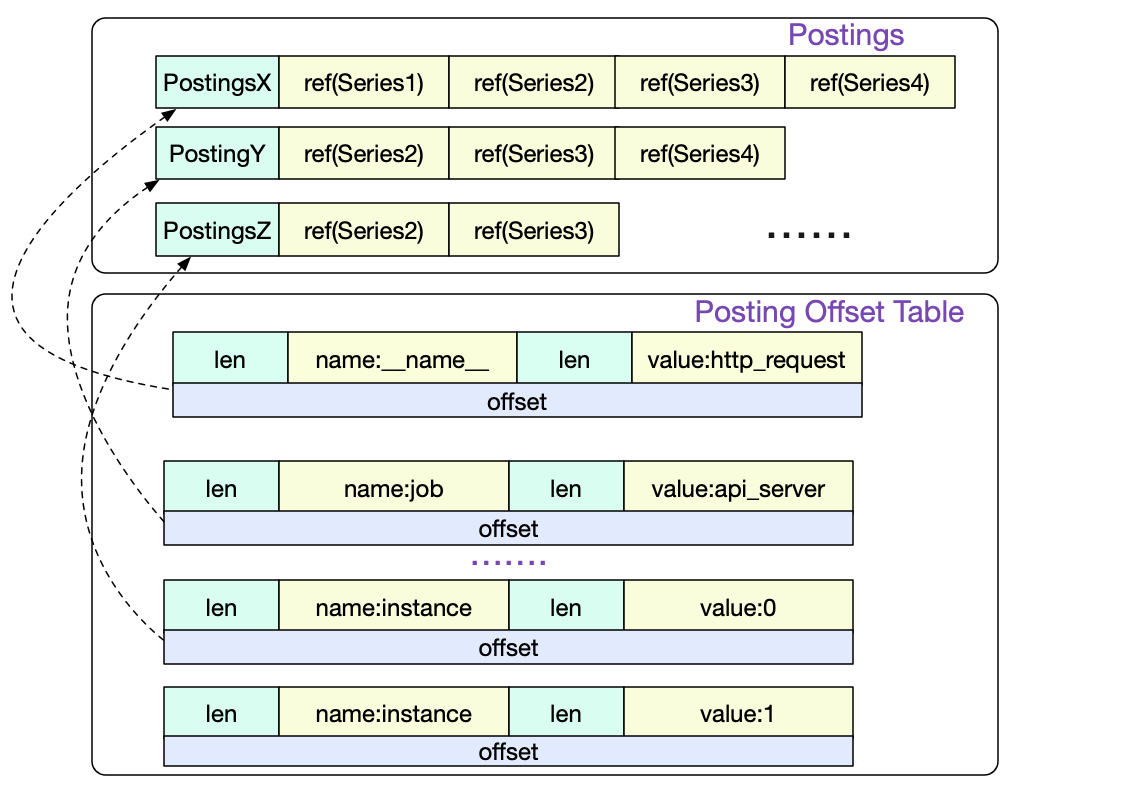 Postings
PostingsX ref(Series1) ref(Series2) ref(Series3) ref(Series4)
PostingY ref(Series2) ref(Series3) ref(Series4)
PostingsZ ref(Series2) ref(Series3) ......
Posting Offset Table
len name:__name__ len value:http_request
offset
len name:job len value:api_server
offset
.......
len name:instance len value:0
offset
len name:instance len value:1
offset